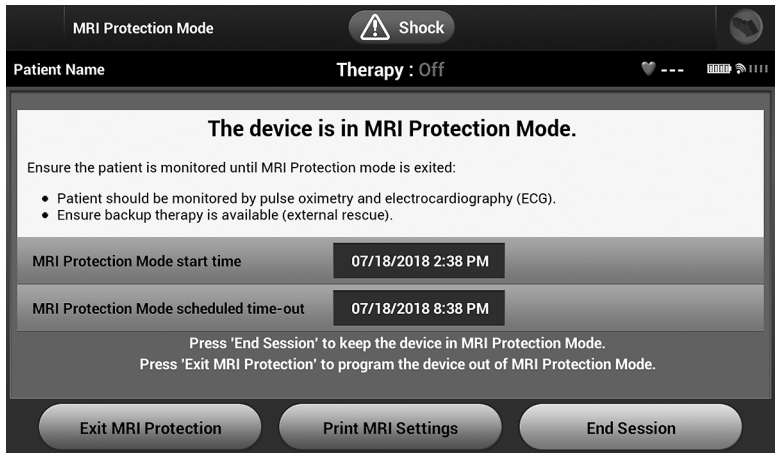 MRI Protection Mode
Shock
Patient Name
Therapy : Off
---
The device is in MRI Protection Mode.
Ensure the patient is monitored until MRI Protection mode is exited:
• Patient should be monitored by pulse oximetry and electrocardiography (ECG).
• Ensure backup therapy is available (external rescue).
MRI Protection Mode start time
07/18/2018 2:38 PM
MRI Protection Mode scheduled time-out
07/18/2018 8:38 PM
Press 'End Session' to keep the device in MRI Protection Mode.
Press 'Exit MRI Protection' to program the device out of MRI Protection Mode.
Exit MRI Protection
Print MRI Settings
End Session